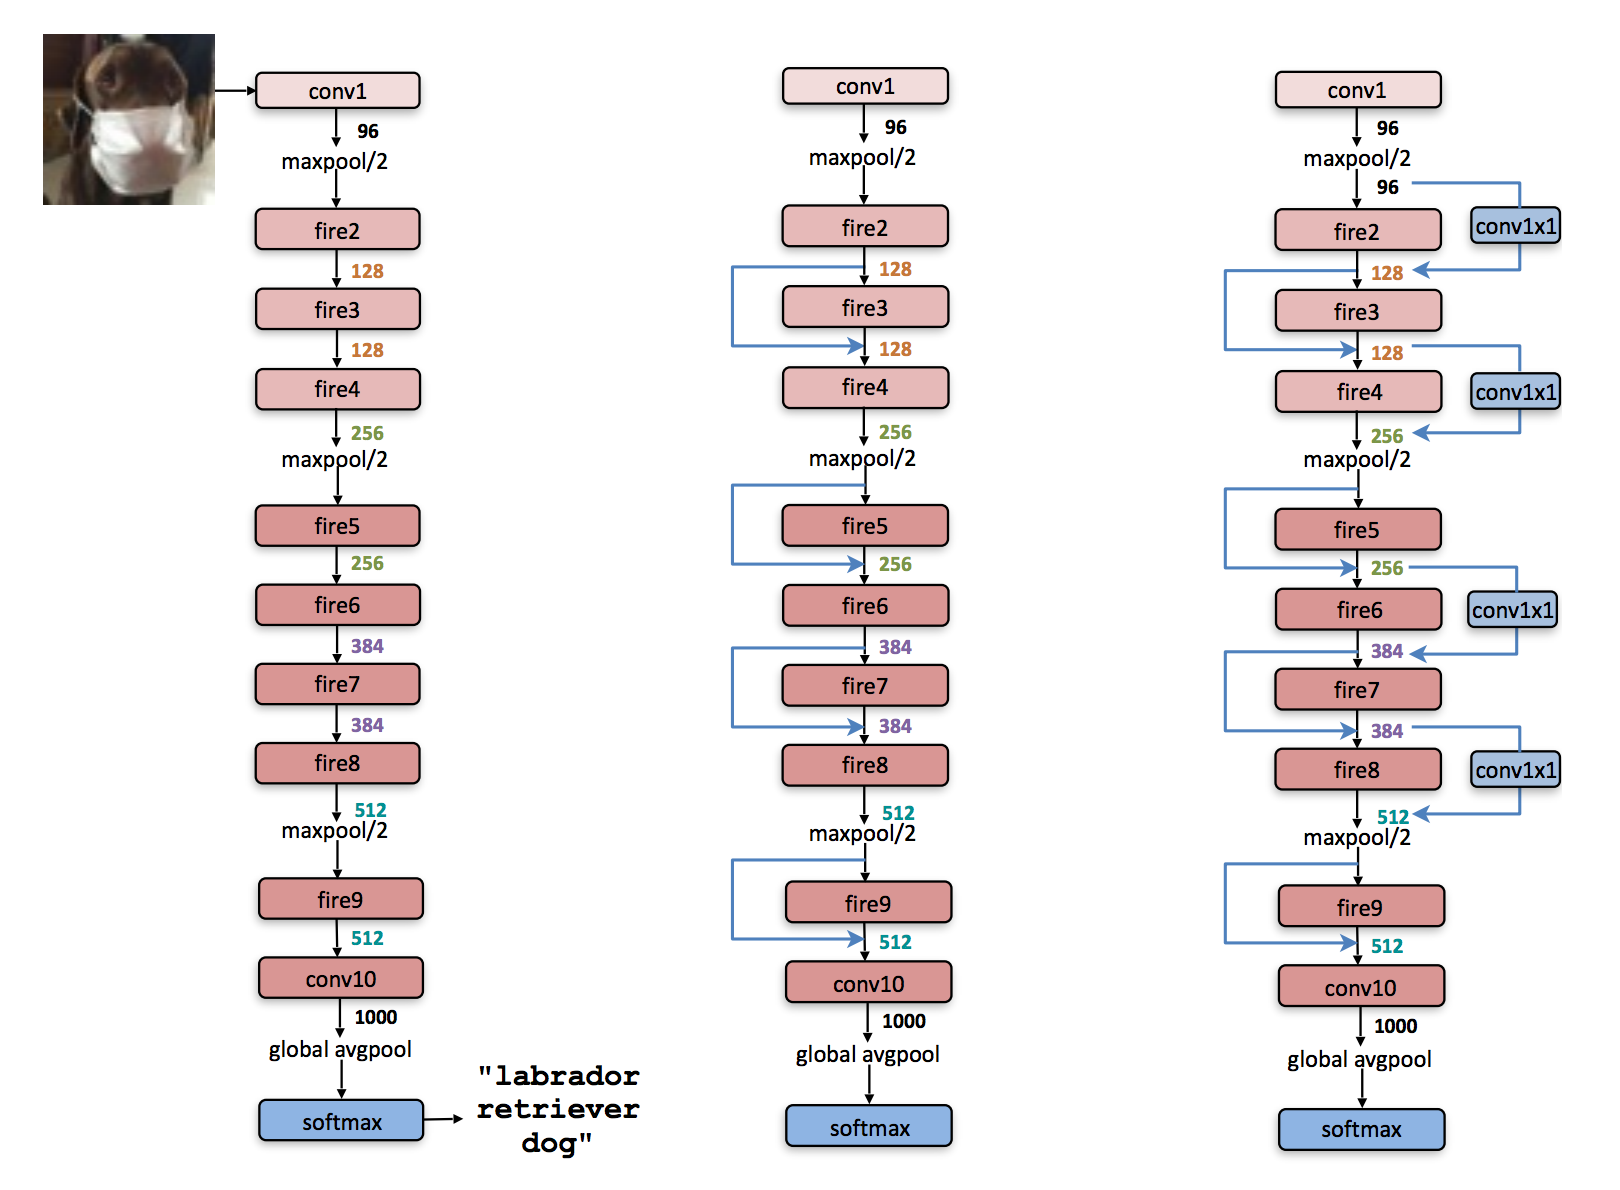 conv1
96
maxpool/2
fire2
128
fire3
128
fire4
256
maxpool/2
fire5
256
fire6
384
fire7
384
fire8
512
maxpool/2
fire9
512
conv10
1000
global avgpool
softmax
"labrador
retriever
dog"
conv1
96
maxpool/2
fire2
128
fire3
128
fire4
256
maxpool/2
fire5
256
fire6
384
fire7
384
fire8
512
maxpool/2
fire9
512
conv10
1000
global avgpool
softmax
conv1
96
maxpool/2
96
fire2
conv1x1
128
fire3
128
fire4
conv1x1
256
maxpool/2
fire5
256
fire6
conv1x1
384
fire7
384
fire8
conv1x1
512
maxpool/2
fire9
512
conv10
1000
global avgpool
softmax